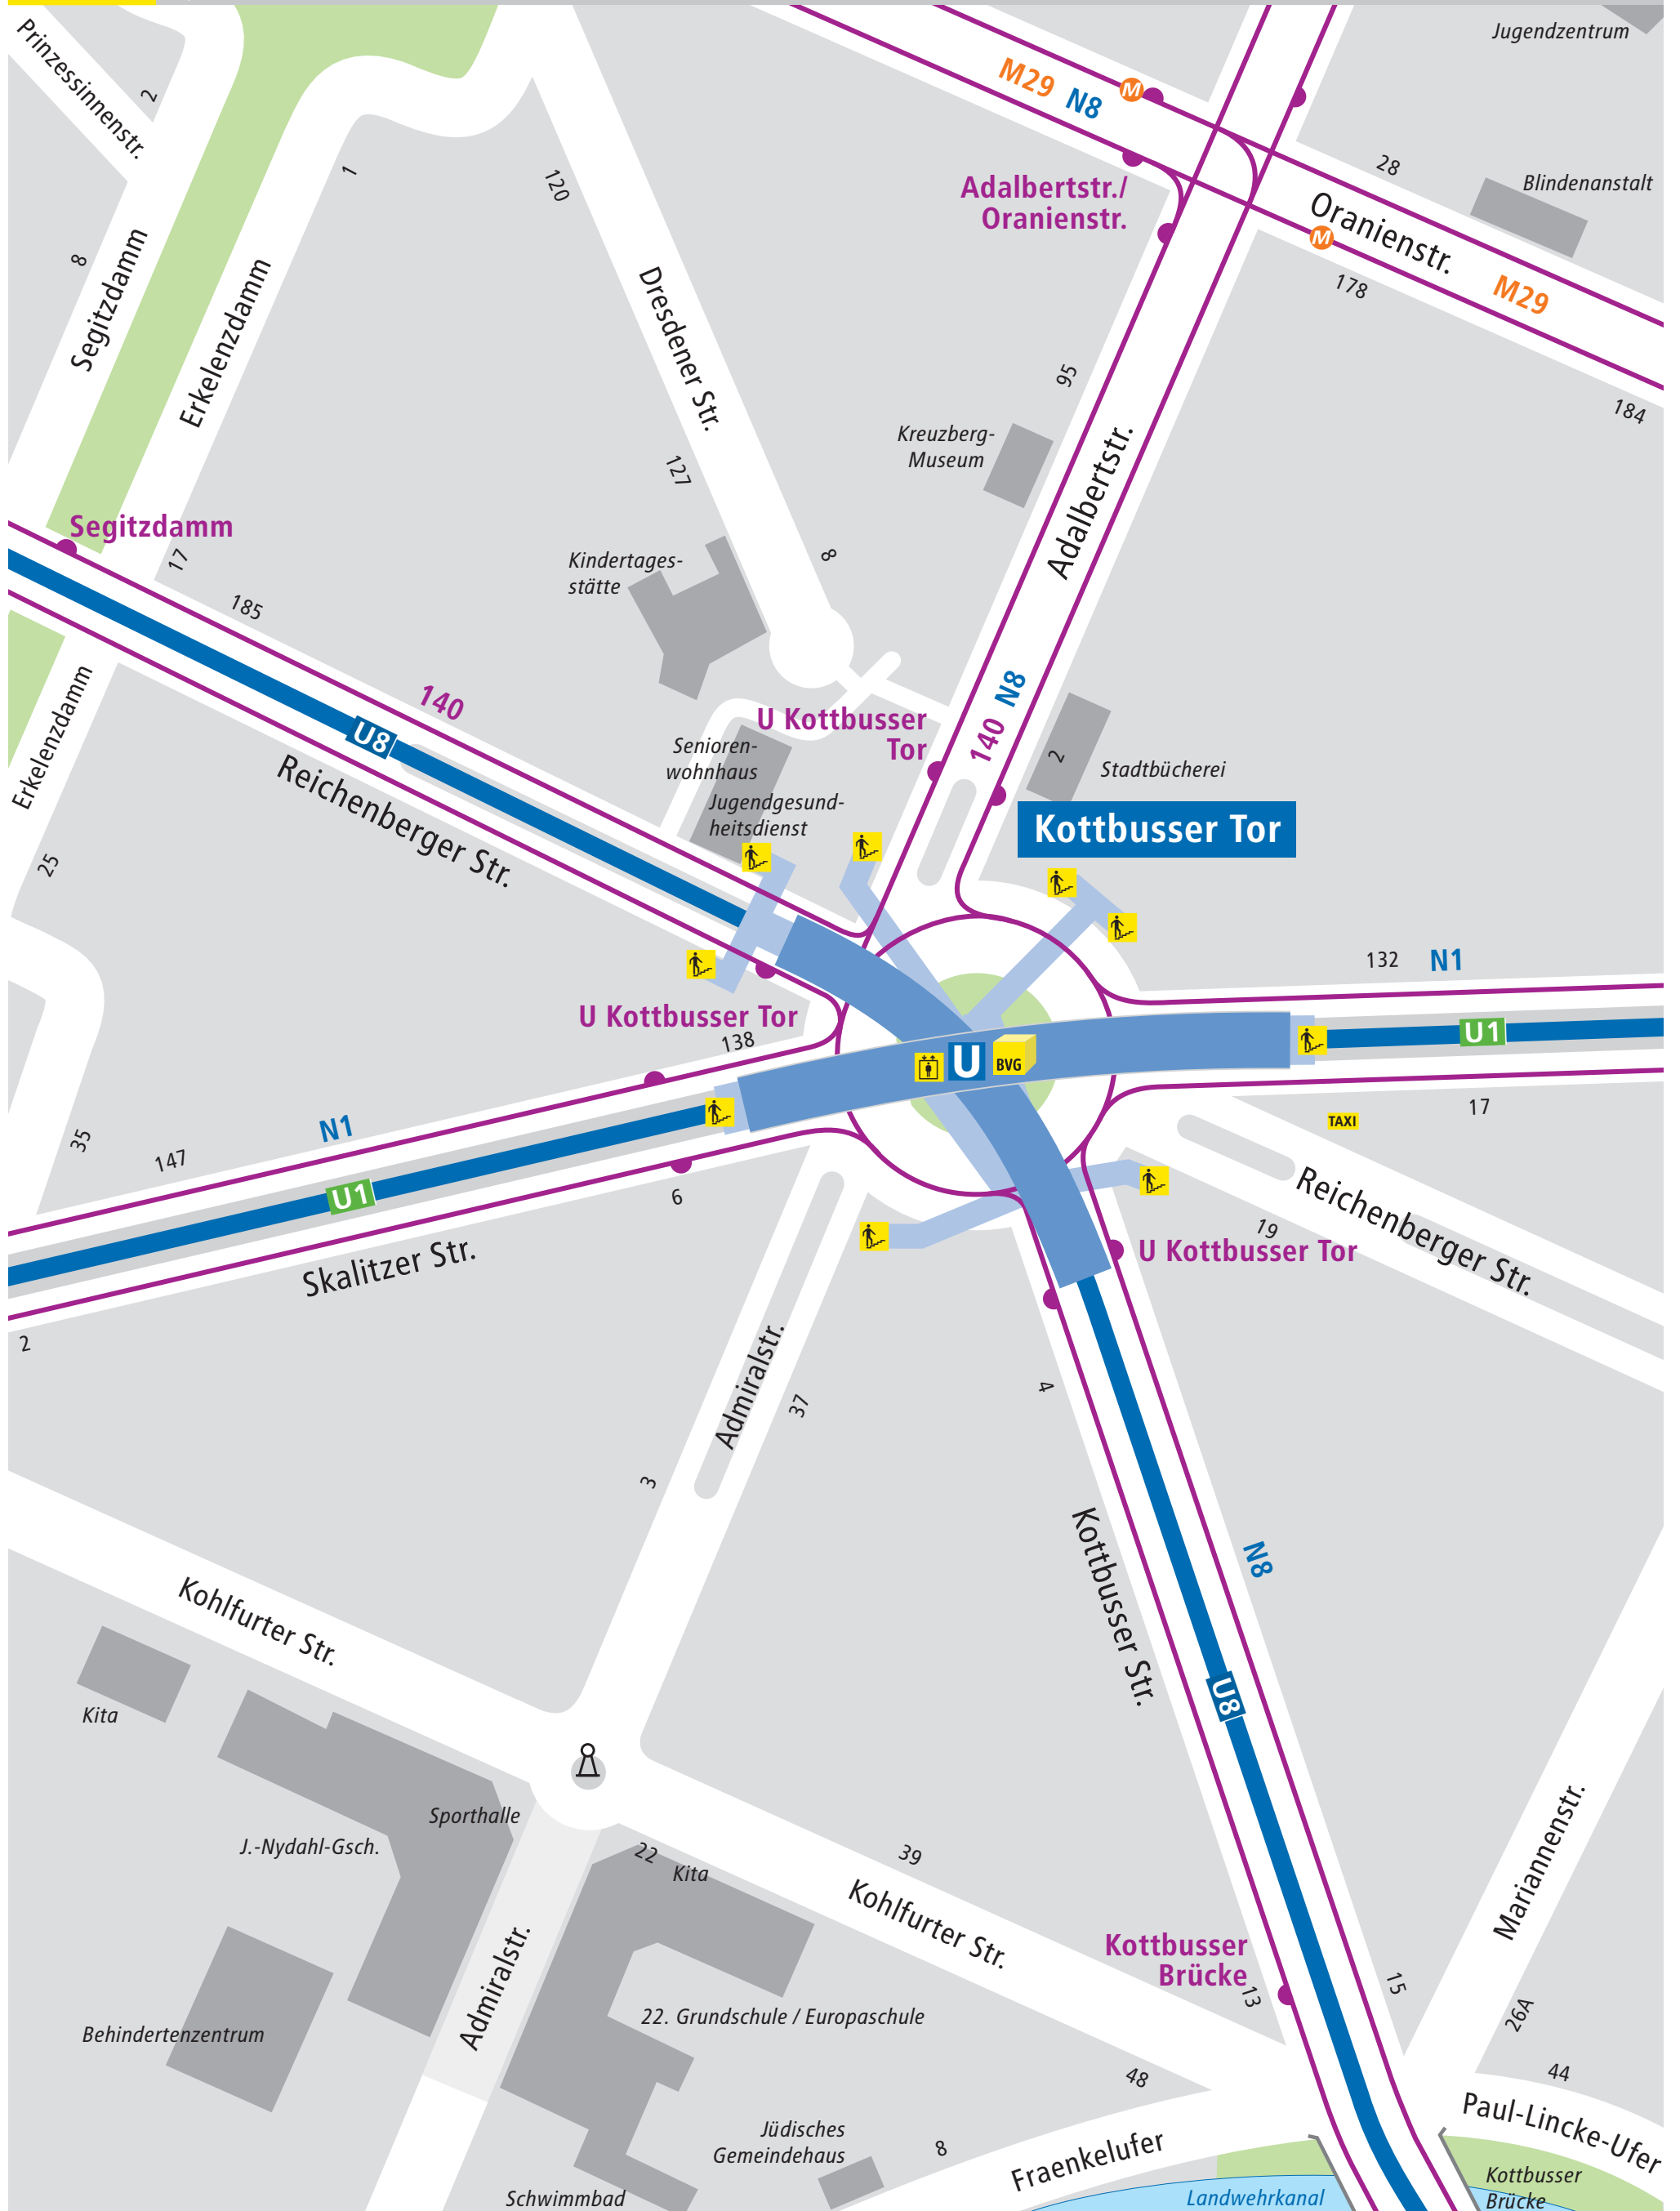 Prinzessinnenstr.
2
Jugendzentrum
M29 N8
M
Adalbertstr./
Oranienstr.
28
Blindenanstalt
Oranienstr.
M
178
M29
184
1
120
8
Segitzdamm
Erkelenzdamm
Dresdener Str.
95
Kreuzberg-
Museum
Adalbertstr.
127
Segitzdamm
17
185
Kindertages-
stätte
8
Erkelenzdamm
140
U8
Reichenberger Str.
U Kottbusser
Tor
140 N8
Senioren-
wohnhaus
2
Stadtbücherei
Jugendgesund-
heitsdienst
Kottbusser Tor
25
132
N1
U Kottbusser Tor
138
U
BVG
U1
35
147
N1
U1
6
TAXI
17
Skalitzer Str.
2
19
Reichenberger Str.
U Kottbusser Tor
Admiralstr.
37
3
4
Kottbusser Str.
N8
U8
Kohlfurter Str.
Kita
Sporthalle
J.-Nydahl-Gsch.
22
Kita
39
Kohlfurter Str.
Mariannenstr.
Admiralstr.
Kottbusser
Brücke
13
15
26A
Behindertenzentrum
22. Grundschule / Europaschule
48
44
Paul-Lincke-Ufer
Jüdisches
Gemeindehaus
8
Fraenkelufer
Schwimmbad
Landwehrkanal
Kottbusser
Brücke